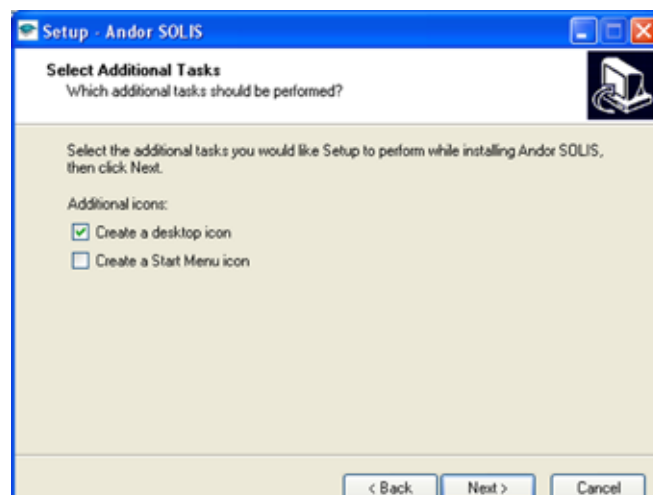 Setup - Andor SOLIS
Select Additional Tasks
Which additional tasks should be performed?
Select the additional tasks you would like Setup to perform while installing Andor SOLIS,
then click Next.
Additional icons:
Create a desktop icon
Create a Start Menu icon
< Back Next > Cancel